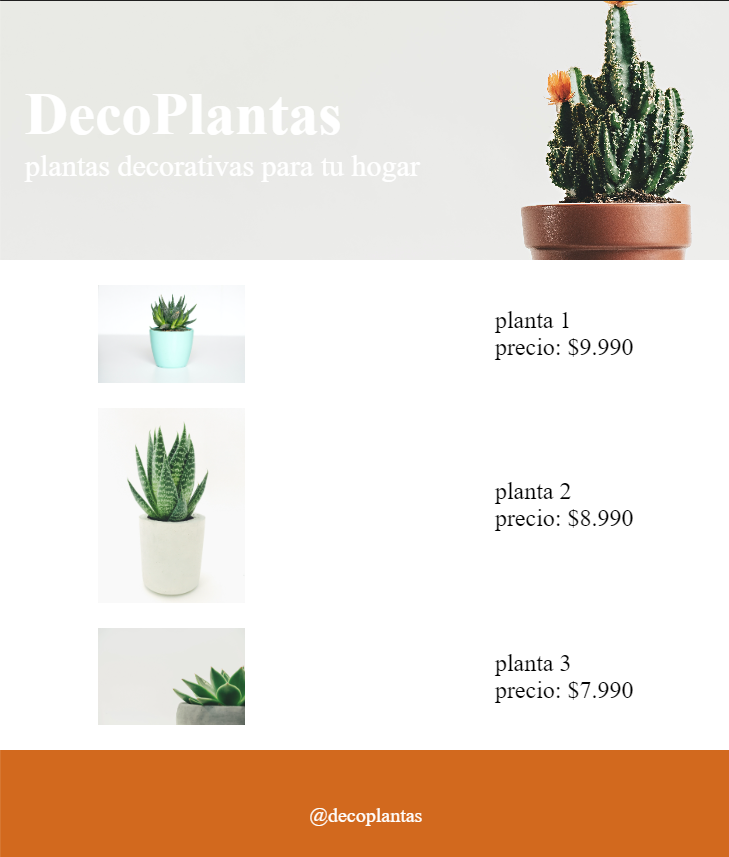 DecoPlantas
plantas decorativas para tu hogar
planta 1
precio: $9.990
planta 2
precio: $8.990
planta 3
precio: $7.990
@decoplantas